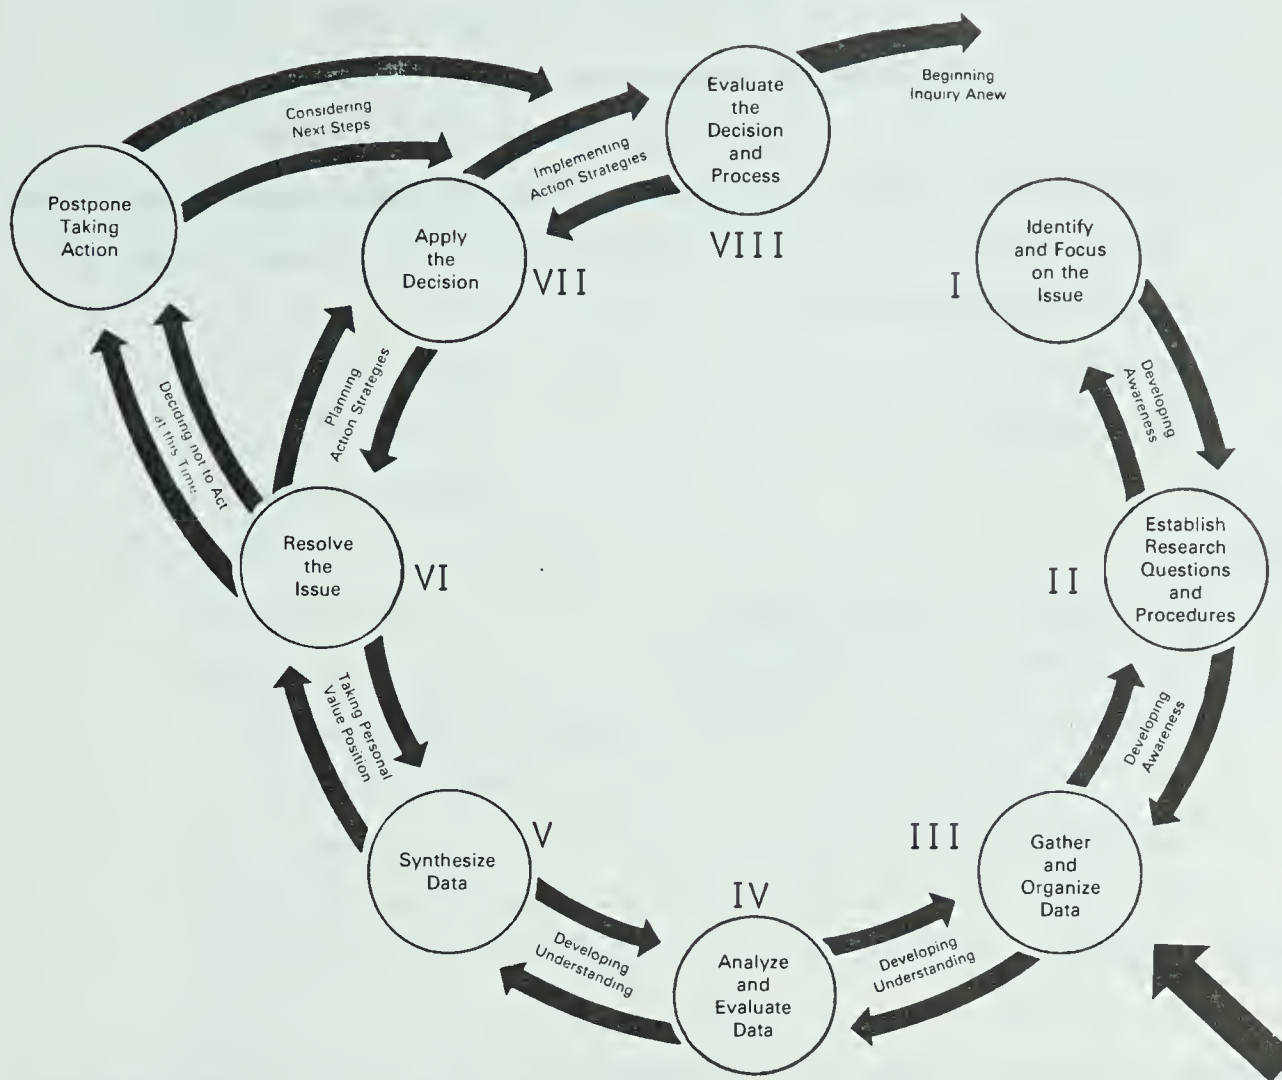 Identify
and Focus
on the
Issue
I
Developing
Awareness
Establish
Research
Questions
and
Procedures
II
Developing
Awareness
Gather
and
Organize
Data
III
Developing
Understanding
Analyze
and
Evaluate
Data
IV
Developing
Understanding
Synthesize
Data
V
Taking Personal
Value Position
Resolve
the
Issue
VI
Deciding not to Act
at this Time
Postpone
Taking
Action
Considering
Next Steps
Planning
Action Strategies
Apply
the
Decision
VII
Implementing
Action Strategies
Evaluate
the
Decision
and
Process
VIII
Beginning
Inquiry Anew